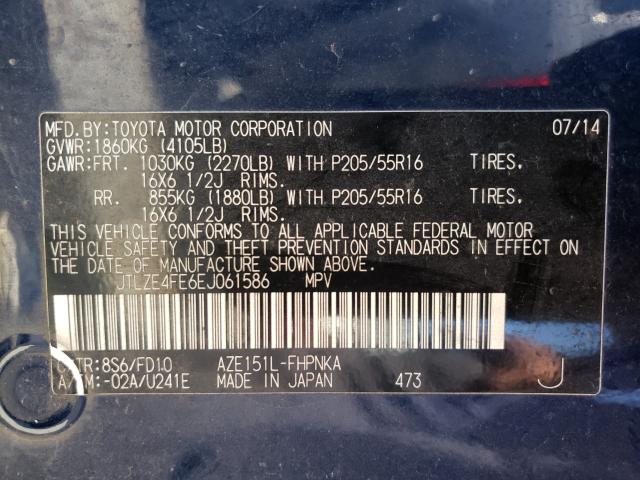 MFD. BY: TOYOTA MOTOR CORPORATION 07/14
GVWR: 1860KG (4105LB)
GAWR: FRT. 1030KG (2270LB) WITH P205/55R16 TIRES.
16X6 1/2J RIMS.
RR. 855KG (1880LB) WITH P205/55R16 TIRES.
16X6 1/2J RIMS.
THIS VEHICLE CONFORMS TO ALL APPLICABLE FEDERAL MOTOR
VEHICLE SAFETY AND THEFT PREVENTION STANDARDS IN EFFECT ON
THE DATE OF MANUFACTURE SHOWN ABOVE.
JTLZE4FE6EJ061586 MPV
C/TR: 8S6/FD10 AZE151L-FHPNKA
A/TM: -02A/U241E MADE IN JAPAN 473 J